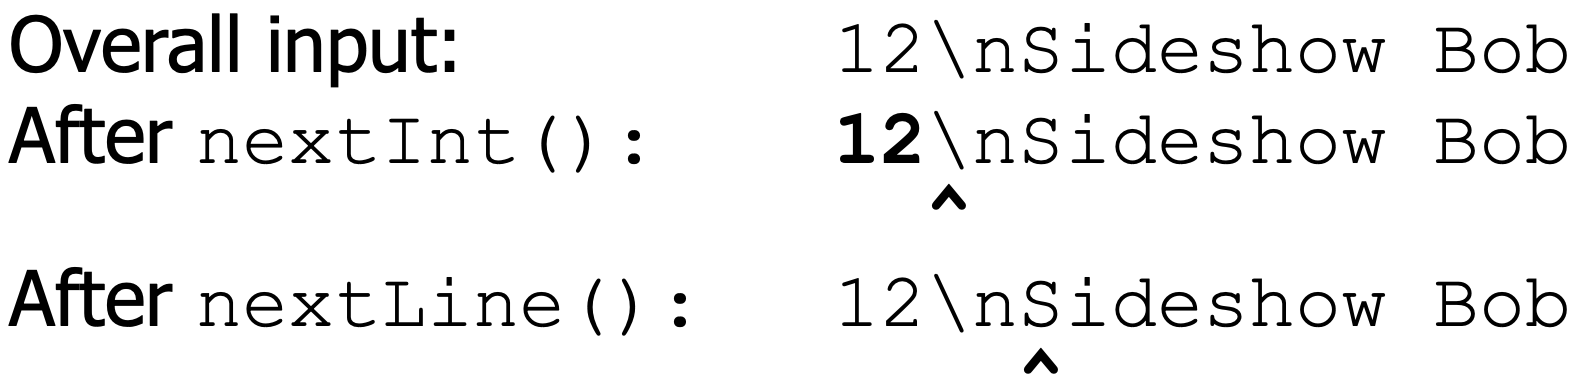 Overall input: 12\nSideshow Bob
After nextInt(): 12\nSideshow Bob
^
After nextLine(): 12\nSideshow Bob
^